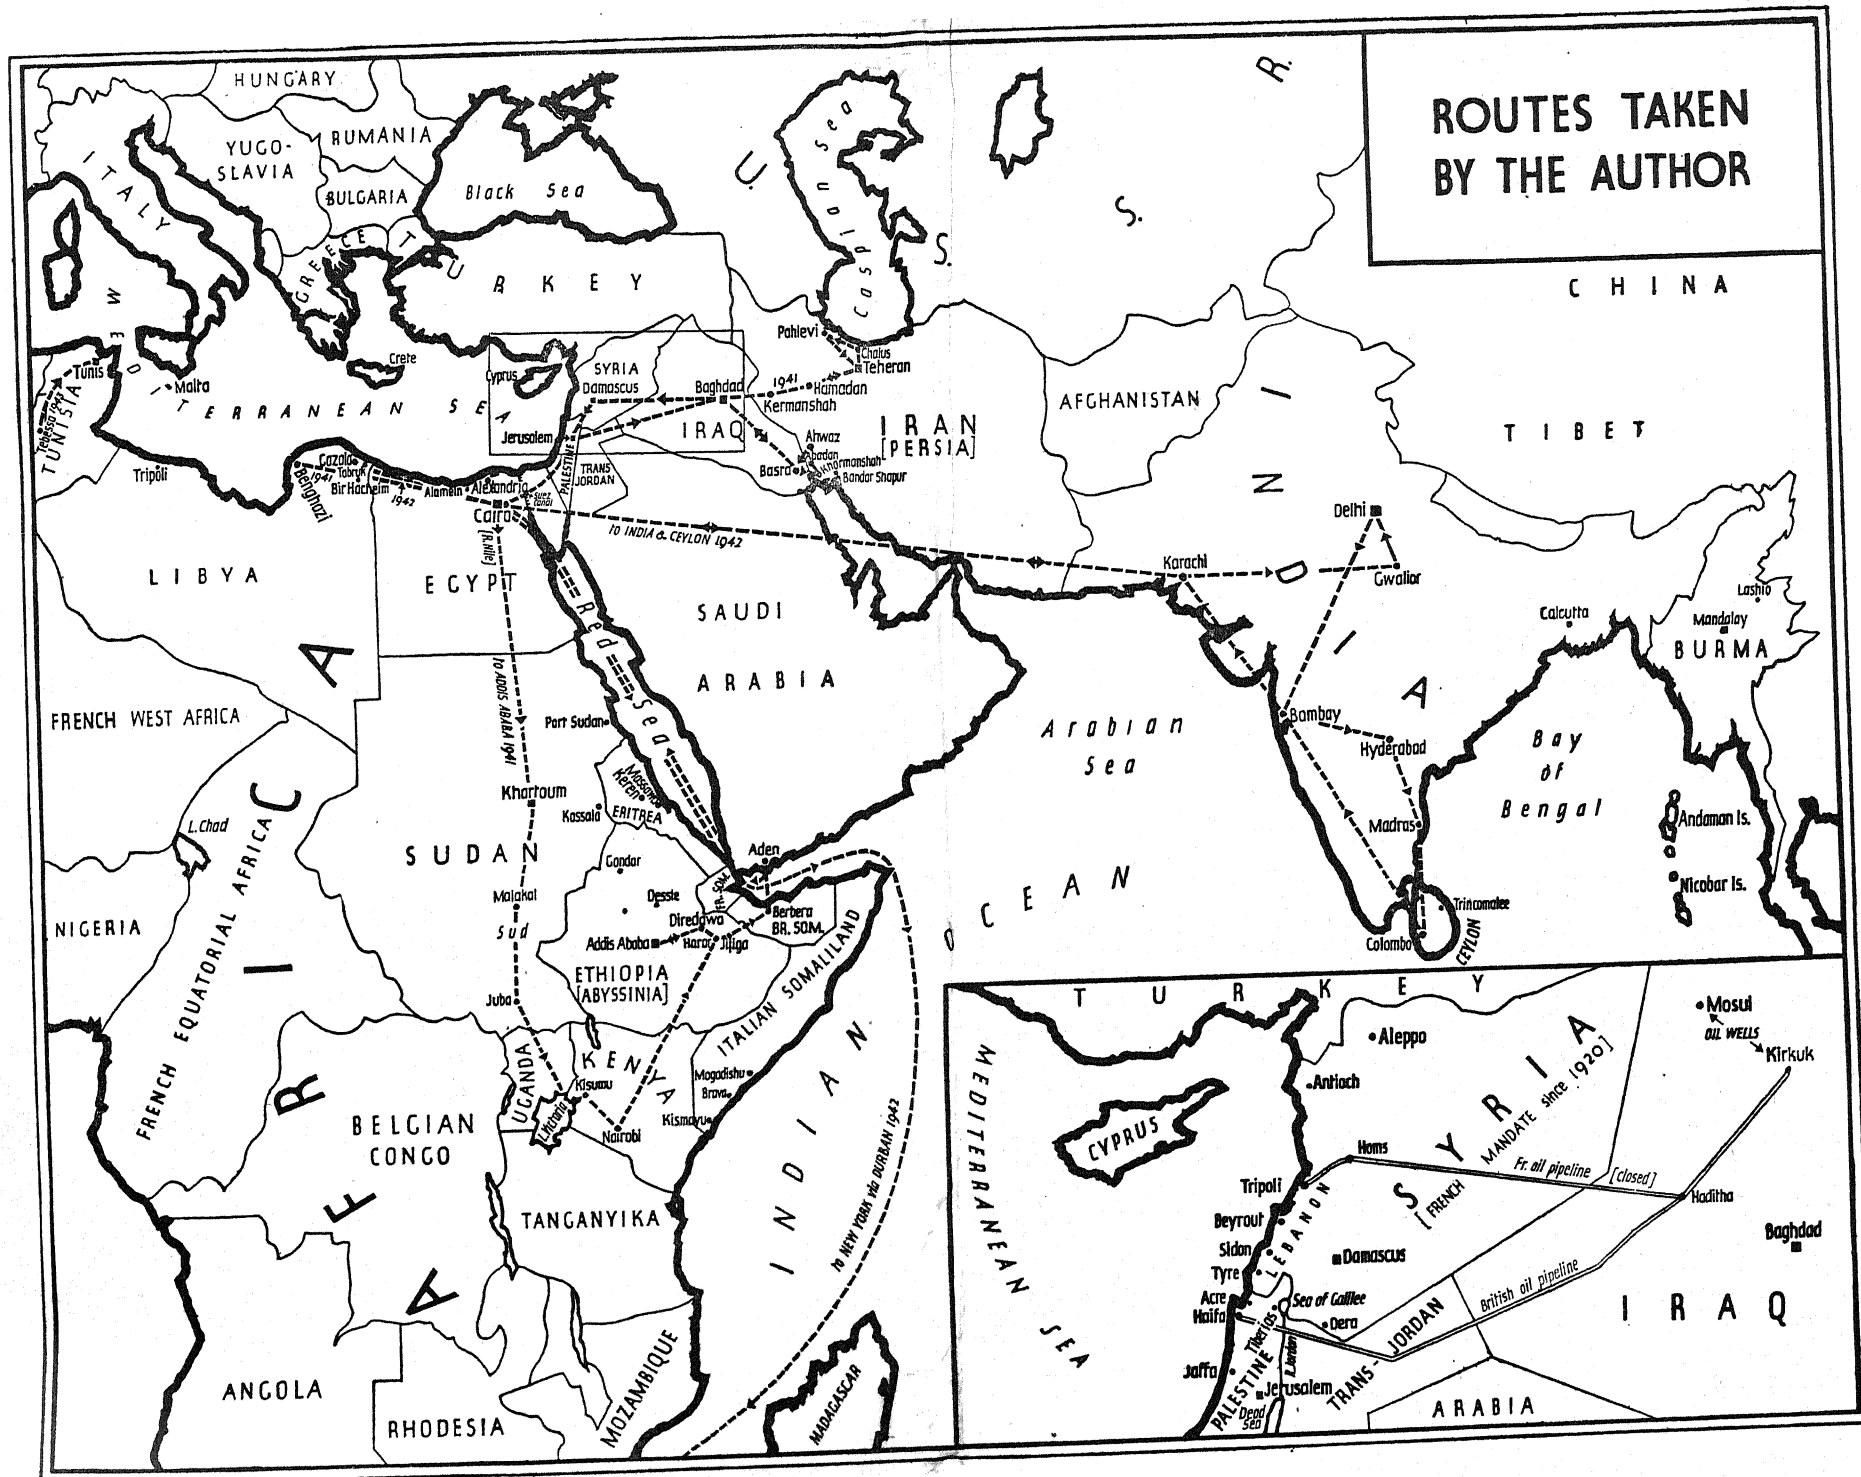 ROUTES TAKEN
BY THE AUTHOR
HUNGARY
RUMANIA
YUGO-
SLAVIA
BULGARIA
ITALY
GREECE
Black Sea
TURKEY
Caspian Sea
U. S. S. R.
CHINA
TIBET
AFGHANISTAN
IRAN
[PERSIA]
Pahlevi
Chalus
Teheran
Hamadan
1941
Kermanshah
Baghdad
SYRIA
Damascus
Cyprus
Crete
Malta
MEDITERRANEAN SEA
Tunis
TUNISIA
Tebessa 1943
Tripoli
Jerusalem
IRAQ
Ahwaz
Abadan
Khormanshah
Bandar Shapur
Basra
PALESTINE
TRANS
JORDAN
Gazala
Tobruk
1941
Bir Hacheim
Benghazi
1942
Alamein
Alexandria
Suez
Canal
Cairo
[R. Nile]
to INDIA & CEYLON 1942
LIBYA
EGYPT
SAUDI
ARABIA
Red Sea
Karachi
Delhi
Gwalior
INDIA
Calcutta
Lashio
Mandalay
BURMA
Bombay
Hyderabad
Madras
Bay
of
Bengal
Andaman Is.
Nicobar Is.
Trincomalee
Colombo
CEYLON
Arabian
Sea
INDIAN OCEAN
AFRICA
FRENCH WEST AFRICA
to ADDIS ABABA 1941
Port Sudan
Khartoum
Massawa
Keren
Kassala
ERITREA
L. Chad
SUDAN
Gondar
Aden
FR. SOM.
Malakal
Dessie
Sud
Diredawa
Berbera
BR. SOM.
Addis Ababa
Harar
Jijiga
NIGERIA
FRENCH EQUATORIAL AFRICA
ETHIOPIA
[ABYSSINIA]
ITALIAN SOMALILAND
Juba
UGANDA
KENYA
Kisumu
L. Victoria
Nairobi
Mogadishu
Brava
Kismayu
BELGIAN
CONGO
TANGANYIKA
to NEW YORK via DURBAN 1942
ANGOLA
RHODESIA
MOZAMBIQUE
MADAGASCAR
TURKEY
Mosul
OIL WELLS
Kirkuk
Aleppo
Antioch
MEDITERRANEAN SEA
CYPRUS
SYRIA
[FRENCH MANDATE since 1920]
Homs
Fr. oil pipeline [closed]
Haditha
Tripoli
Beyrout
LEBANON
Sidon
Damascus
Baghdad
Tyre
Acre
Haifa
Sea of Galilee
Dera
Tiberias
British oil pipeline
IRAQ
Jaffa
R. Jordan
PALESTINE
Jerusalem
Dead
Sea
TRANS-JORDAN
ARABIA